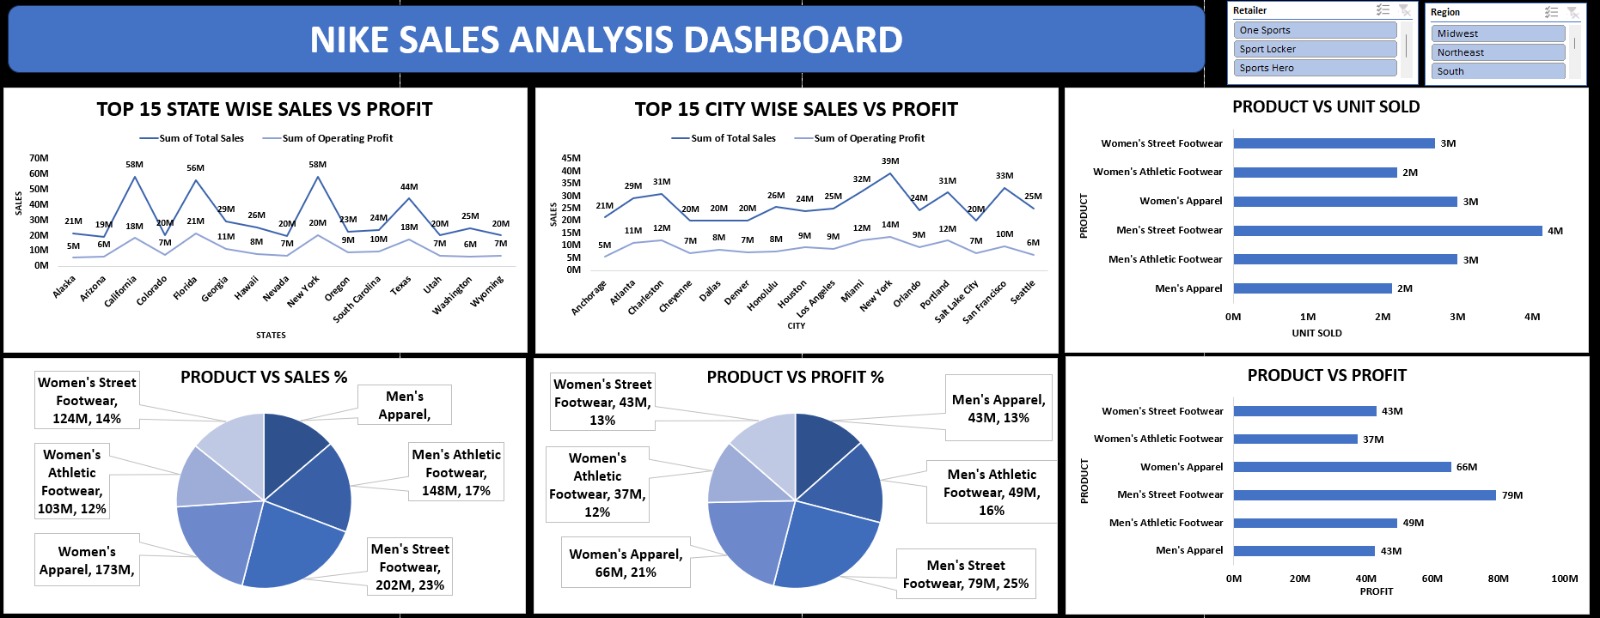 NIKE SALES ANALYSIS DASHBOARD
Retailer
One Sports
Sport Locker
Sports Hero
Region
Midwest
Northeast
South
TOP 15 STATE WISE SALES VS PROFIT
Sum of Total Sales Sum of Operating Profit
SALES
70M
60M
50M
40M
30M
20M
10M
0M
21M 19M 58M 20M 56M 29M 26M 20M 58M 23M 24M 44M 20M 25M 20M
5M 6M 18M 7M 21M 11M 8M 7M 20M 9M 10M 18M 7M 6M 7M
Alaska
Arizona
California
Colorado
Florida
Georgia
Hawaii
Nevada
New York
Oregon
South Carolina
Texas
Utah
Washington
Wyoming
STATES
TOP 15 CITY WISE SALES VS PROFIT
Sum of Total Sales Sum of Operating Profit
SALES
45M
40M
35M
30M
25M
20M
15M
10M
5M
0M
21M 29M 31M 20M 20M 20M 26M 24M 25M 32M 39M 24M 31M 20M 33M 25M
5M 11M 12M 7M 8M 7M 8M 9M 9M 12M 14M 9M 12M 7M 10M 6M
Anchorage
Atlanta
Charleston
Cheyenne
Dallas
Denver
Honolulu
Houston
Los Angeles
Miami
New York
Orlando
Portland
Salt Lake City
San Francisco
Seattle
CITY
PRODUCT VS UNIT SOLD
PRODUCT
Women's Street Footwear 3M
Women's Athletic Footwear 2M
Women's Apparel 3M
Men's Street Footwear 4M
Men's Athletic Footwear 3M
Men's Apparel 2M
0M 1M 2M 3M 4M
UNIT SOLD
PRODUCT VS SALES %
Women's Street
Footwear,
124M, 14%
Men's
Apparel,
Women's
Athletic
Footwear,
103M, 12%
Men's Athletic
Footwear,
148M, 17%
Women's
Apparel, 173M,
Men's Street
Footwear,
202M, 23%
PRODUCT VS PROFIT %
Women's Street
Footwear, 43M,
13%
Men's Apparel,
43M, 13%
Women's
Athletic
Footwear, 37M,
12%
Men's Athletic
Footwear, 49M,
16%
Women's Apparel,
66M, 21%
Men's Street
Footwear, 79M, 25%
PRODUCT VS PROFIT
PRODUCT
Women's Street Footwear 43M
Women's Athletic Footwear 37M
Women's Apparel 66M
Men's Street Footwear 79M
Men's Athletic Footwear 49M
Men's Apparel 43M
0M 20M 40M 60M 80M 100M
PROFIT